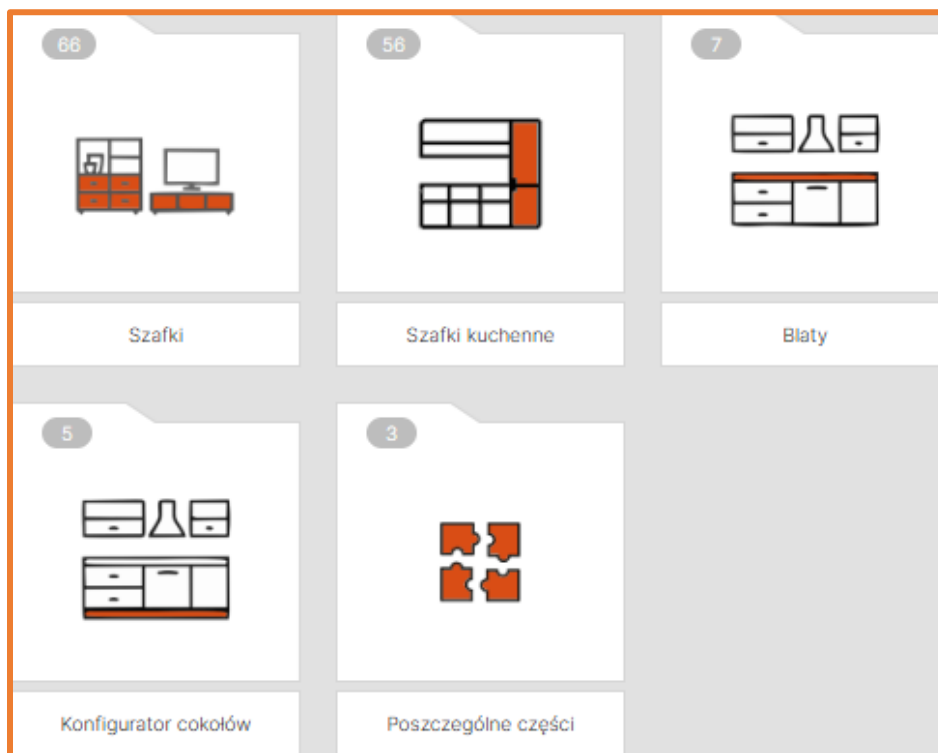 66
56
7
Szafki
Szafki kuchenne
Blaty
5
3
Konfigurator cokołów
Poszczególne części